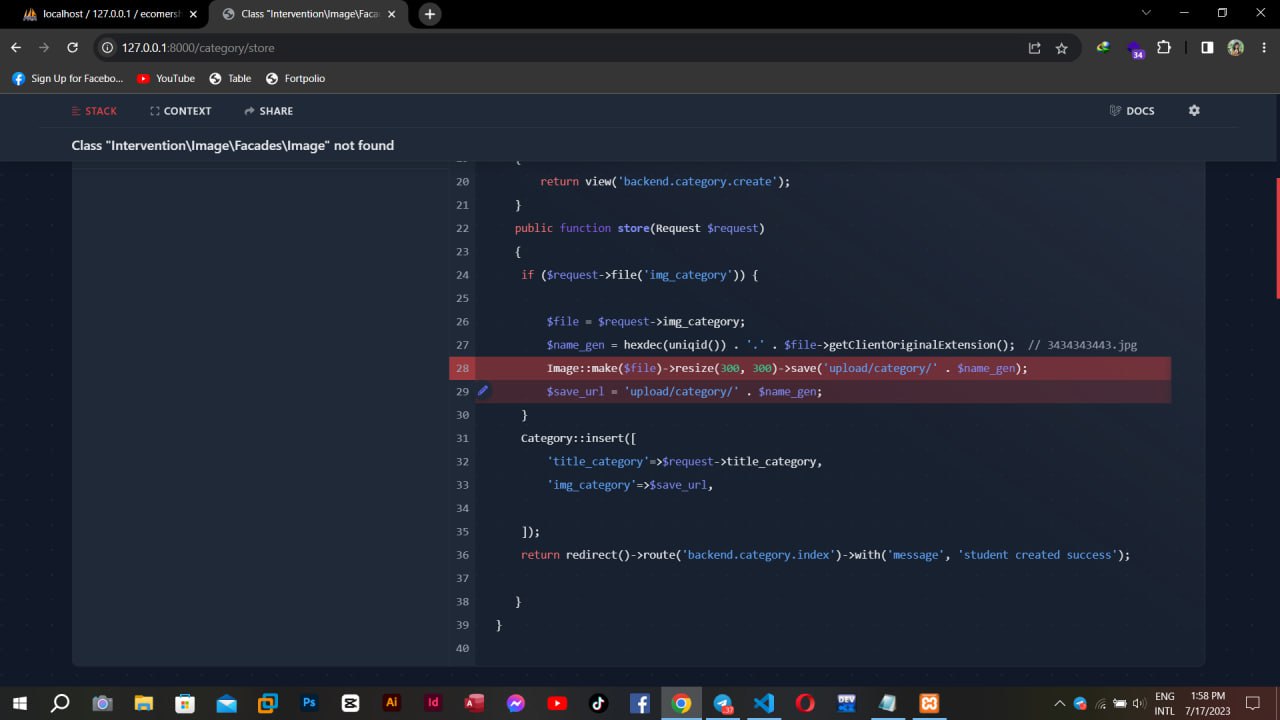 localhost / 127.0.0.1 / ecomersh
Class "Intervention\Image\Faca
127.0.0.1:8000/category/store
34
Sign Up for Facebo...
YouTube
Table
Fortpolio
STACK
CONTEXT
SHARE
DOCS
Class "Intervention\Image\Facades\Image" not found
{
20 return view('backend.category.create');
21 }
22 public function store(Request $request)
23 {
24 if ($request->file('img_category')) {
25
26 $file = $request->img_category;
27 $name_gen = hexdec(uniqid()) . '.' . $file->getClientOriginalExtension(); // 3434343443.jpg
28 Image::make($file)->resize(300, 300)->save('upload/category/' . $name_gen);
29 $save_url = 'upload/category/' . $name_gen;
30 }
31 Category::insert([
32 'title_category'=>$request->title_category,
33 'img_category'=>$save_url,
34
35 ]);
36 return redirect()->route('backend.category.index')->with('message', 'student created success');
37
38 }
39 }
40
Ps
Ai
Id
A
DEV
ENG
INTL
1:58 PM
7/17/2023